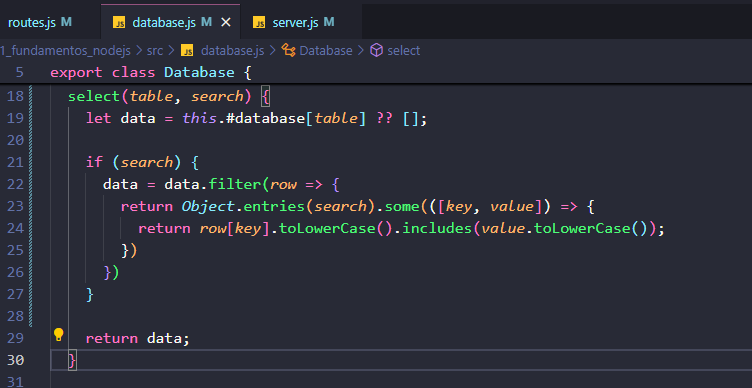 routes.js M
JS database.js M ×
JS server.js M
1_fundamentos_nodejs > src > JS database.js > Database > select
5 export class Database {
18 select(table, search) {
19 let data = this.#database[table] ?? [];
20
21 if (search) {
22 data = data.filter(row => {
23 return Object.entries(search).some(([key, value]) => {
24 return row[key].toLowerCase().includes(value.toLowerCase());
25 })
26 })
27 }
28
29 return data;
30 }
31